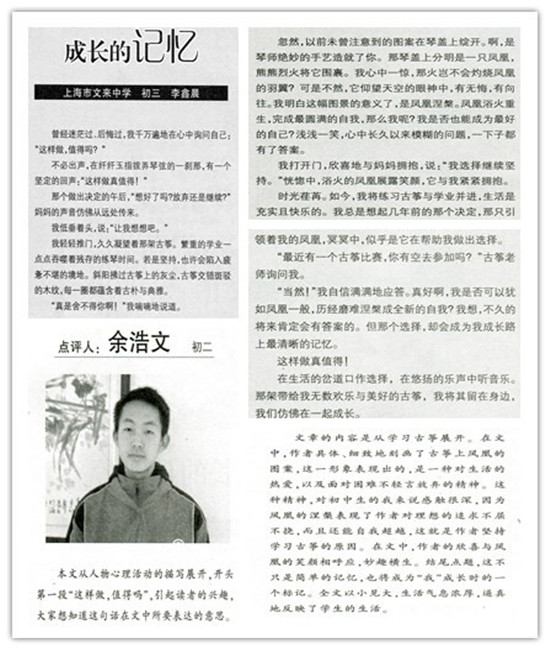 成长的记忆
上海市文来中学 初三 李鑫晨
曾经迷茫过、后悔过，我千万遍地在心中询问自己：
“这样做，值得吗？”
不必出声，在纤纤玉指拨弄琴弦的一刹那，有一个
坚定的回声：“这样做真值得！”
那个做出决定的午后，“想好了吗？放弃还是继续？”
妈妈的声音仿佛从远处传来。
我低垂着头，说：“让我想想吧。”
我轻轻推门，久久凝望着那架古筝。繁重的学业一
点点吞噬着残存的练琴时间。若是坚持，也许会陷入疲
惫不堪的境地。斜阳拂过古筝上的灰尘，古筝交错斑驳
的木纹，每一圈都蕴含着古朴与典雅。
“真是舍不得你啊！”我喃喃地说道。
忽然，以前未曾注意到的图案在琴盖上绽开。啊，是
琴师绝妙的手艺造就了你。那琴盖上分明是一只凤凰，
熊熊烈火将它围裹。我心中一惊，那火岂不会灼烧凤凰
的羽翼？可是不然，它仰望天空的眼神中，有无悔，有向
往。我明白这幅图景的意义了，是凤凰涅槃。凤凰浴火重
生，完成最圆满的自我，那么我呢？我是否也能成为最好
的自己？浅浅一笑，心中长久以来模糊的问题，一下子都
有了答案。
我打开门，欣喜地与妈妈拥抱，说：“我选择继续坚
持。”恍惚中，浴火的凤凰展露笑颜，它与我紧紧拥抱。
时光荏苒。如今，我将练习古筝与学业并进，生活是
充实且快乐的。我总是想起几年前的那个决定，那只引
领着我的凤凰，冥冥中，似乎是它在帮助我做出选择。
“最近有一个古筝比赛，你有空去参加吗？”古筝老
师询问我。
“当然！”我自信满满地应答。真好啊，我是否可以犹
如凤凰一般，历经磨难涅槃成全新的自我？我想，不久的
将来肯定会有答案的。但那个选择，却会成为我成长路
上最清晰的记忆。
这样做真值得！
在生活的岔道口作选择，在悠扬的乐声中听音乐。
那架带给我无数欢乐与美好的古筝，我将其留在身边，
我们仿佛在一起成长。
点评人：余浩文 初二
本文从人物心理活动的描写展开，开头
第一段“这样做，值得吗”，引起读者的兴趣，
大家想知道这句话在文中所要表达的意思。
文章的内容是从学习古筝展开。在文
中，作者具体、细致地刻画了古筝上凤凰的
图案，这一形象表现出的，是一种对生活的
热爱，以及面对困难不轻言放弃的精神。这
种精神，对初中生的我来说感触很深，因为
凤凰的涅槃表现了作者对理想的追求不屈
不挠，而且还能自我超越，这就是作者坚持
学习古筝的原因。在文中，作者的欣喜与凤
凰的笑颜相呼应，妙趣横生。结尾点题，这不
只是简单的记忆，也将成为“我”成长时的一
个标记。全文以小见大，生活气息浓厚，逼真
地反映了学生的生活。